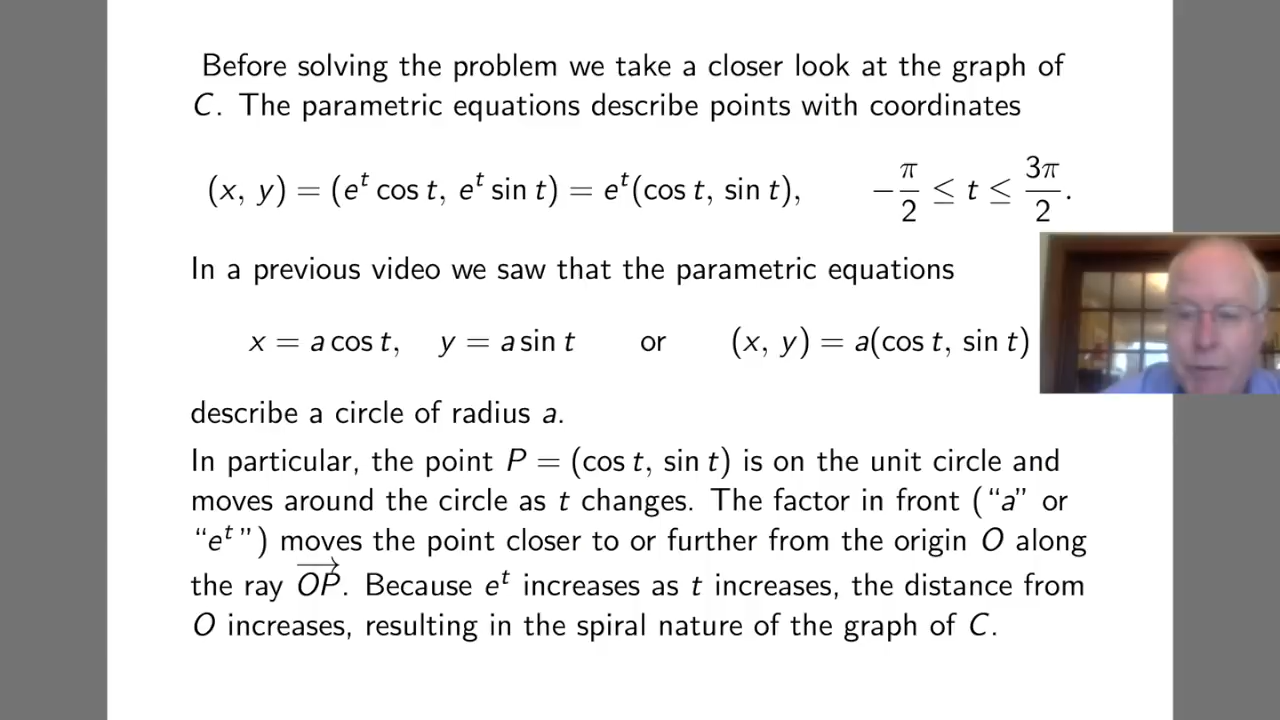 Before solving the problem we take a closer look at the graph of
C. The parametric equations describe points with coordinates
(x, y) = (e^t cos t, e^t sin t) = e^t(cos t, sin t), −π/2 ≤ t ≤ 3π/2.
In a previous video we saw that the parametric equations
x = a cos t, y = a sin t or (x, y) = a(cos t, sin t)
describe a circle of radius a.
In particular, the point P = (cos t, sin t) is on the unit circle and
moves around the circle as t changes. The factor in front (“a” or
“e^t”) moves the point closer to or further from the origin O along
the ray \overrightarrow{OP}. Because e^t increases as t increases, the distance from
O increases, resulting in the spiral nature of the graph of C.